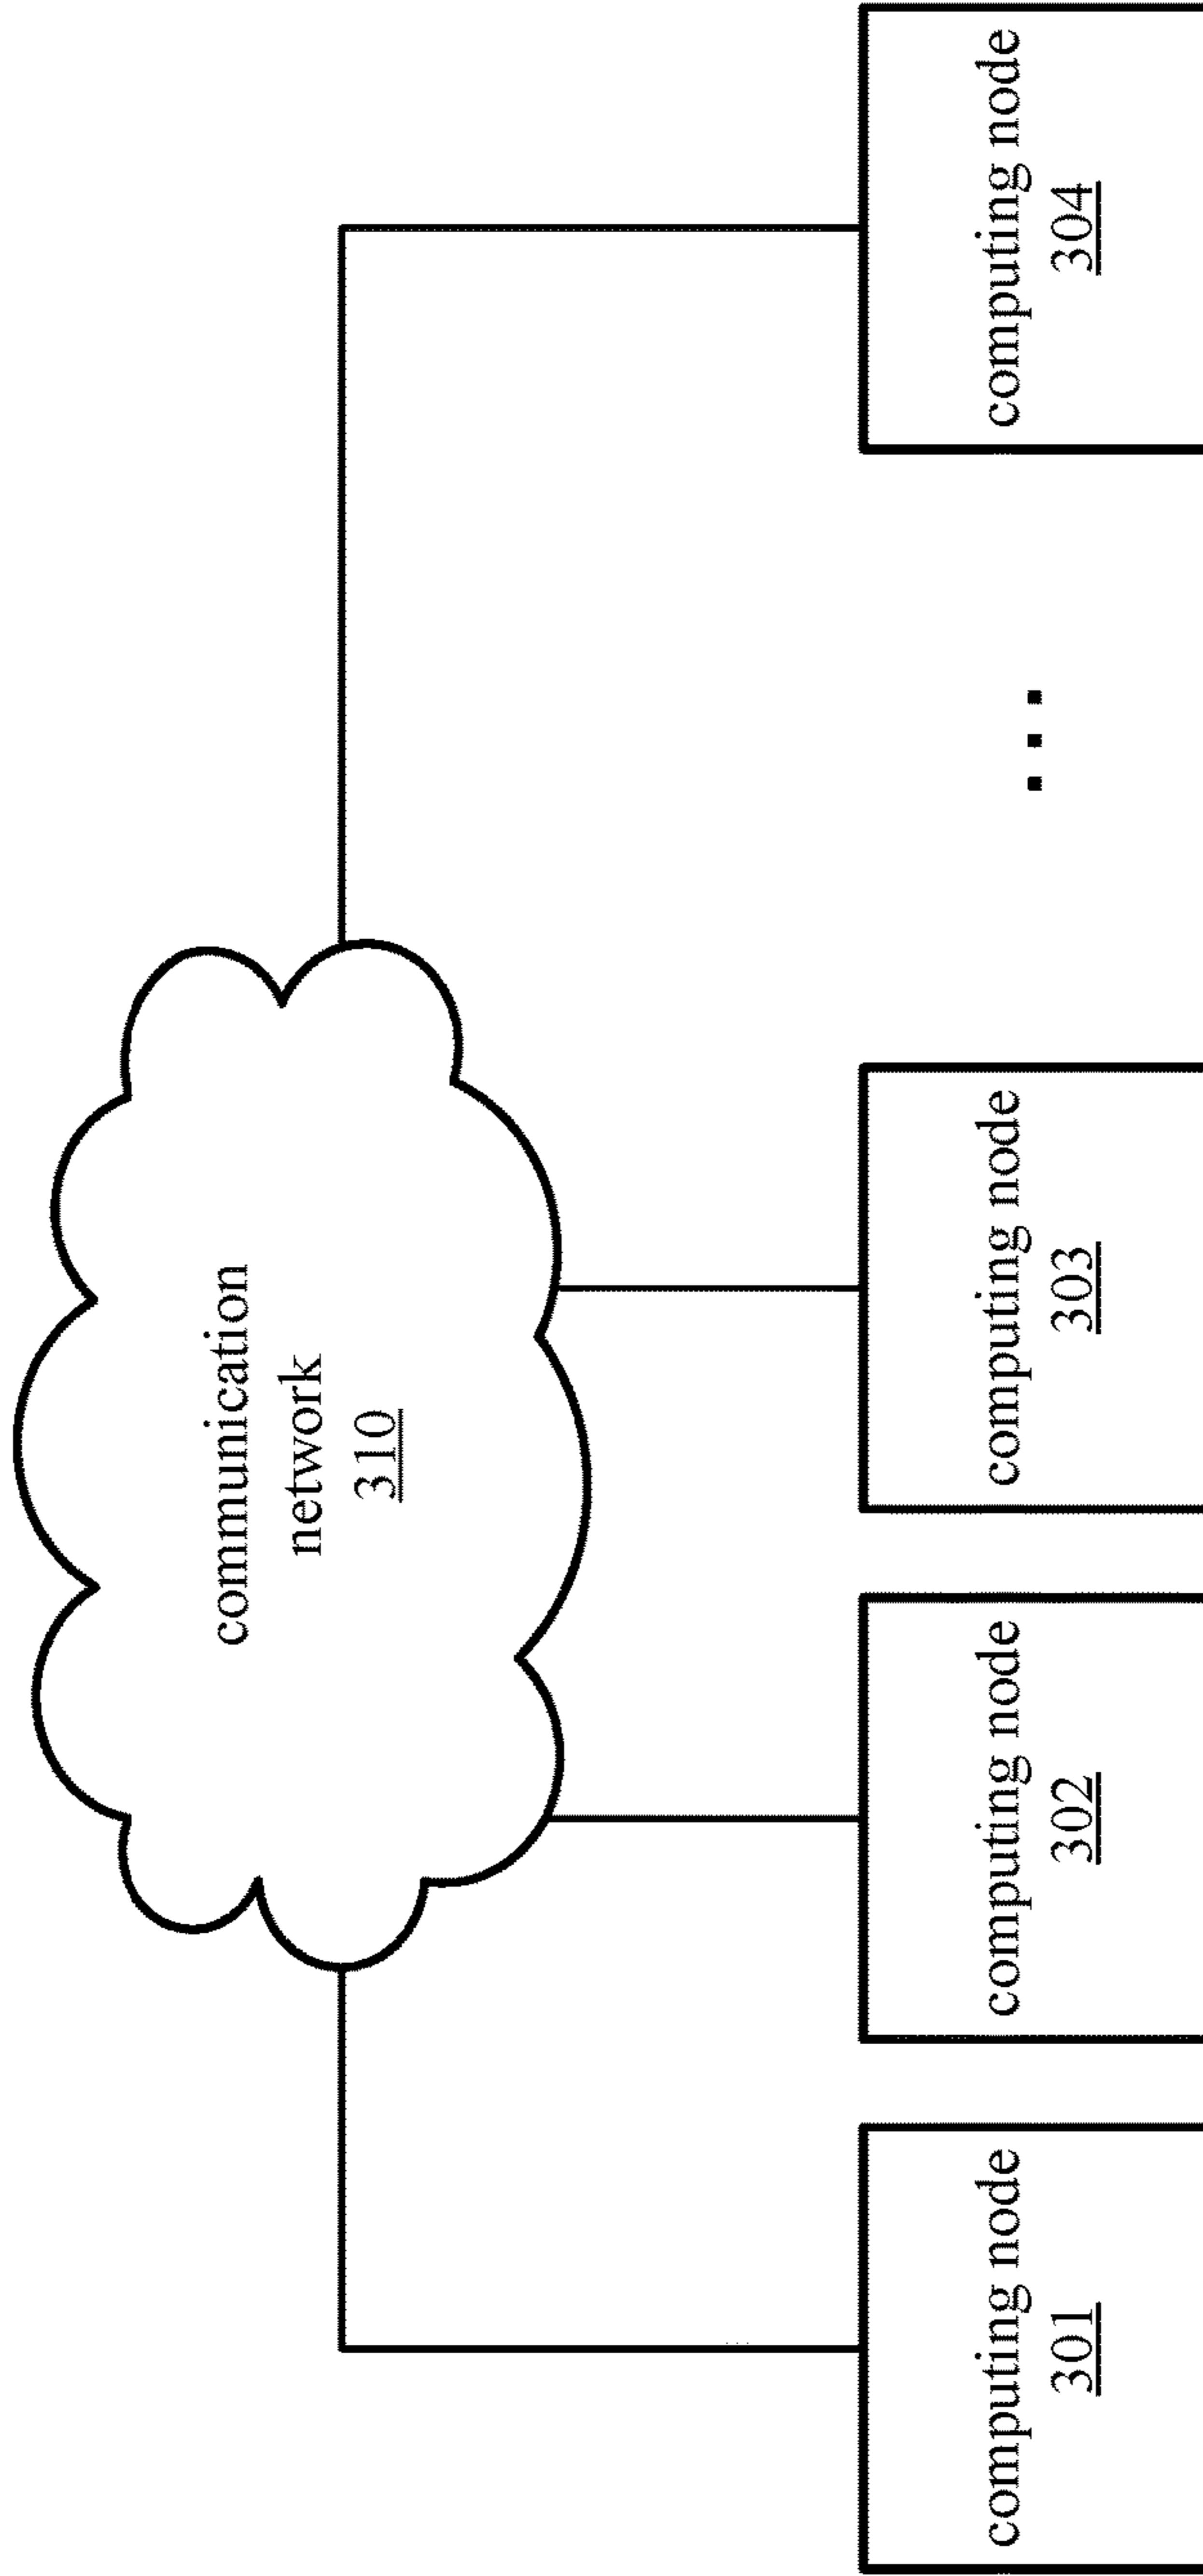 communication
network
310
computing node
301
computing node
302
computing node
303
...
computing node
304